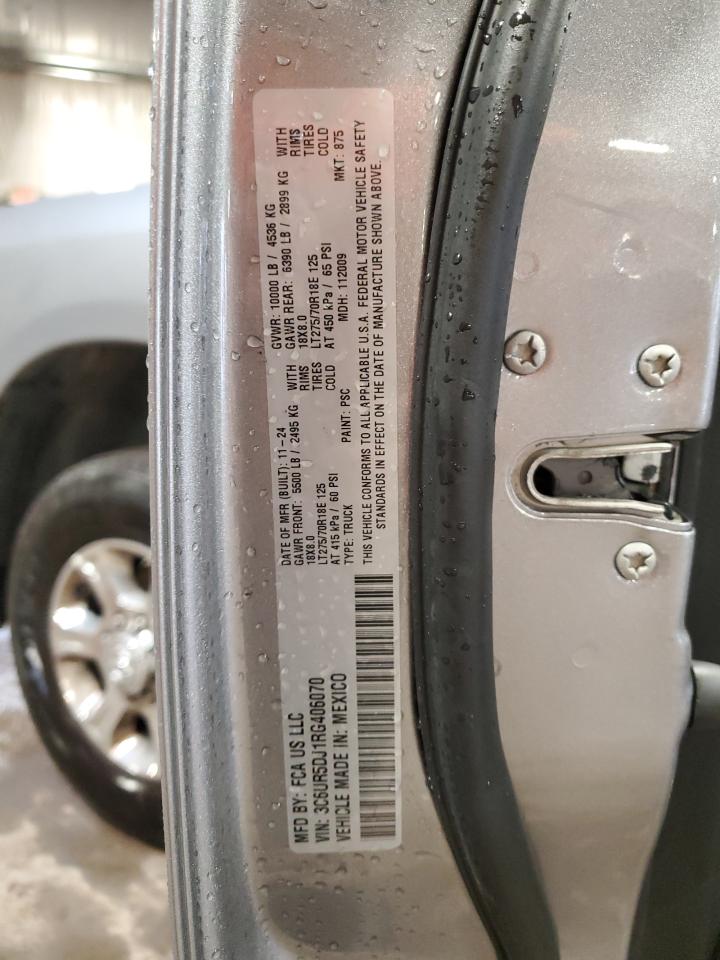 MFD BY: FCA US LLC
VIN: 3C6UR5DJ1RG406070
VEHICLE MADE IN: MEXICO
DATE OF MFR (BUILT): 11-24
GAWR FRONT: 5500 LB / 2495 KG WITH
18X8.0 RIMS
LT275/70R18E 125 TIRES
AT 415 kPa / 60 PSI COLD
TYPE: TRUCK PAINT: PSC
GVWR: 10000 LB / 4536 KG
GAWR REAR: 6390 LB / 2899 KG WITH
18X8.0 RIMS
LT275/70R18E 125 TIRES
AT 450 kPa / 65 PSI COLD
MDH: 112009 MKT: 875
THIS VEHICLE CONFORMS TO ALL APPLICABLE U.S.A. FEDERAL MOTOR VEHICLE SAFETY
STANDARDS IN EFFECT ON THE DATE OF MANUFACTURE SHOWN ABOVE.